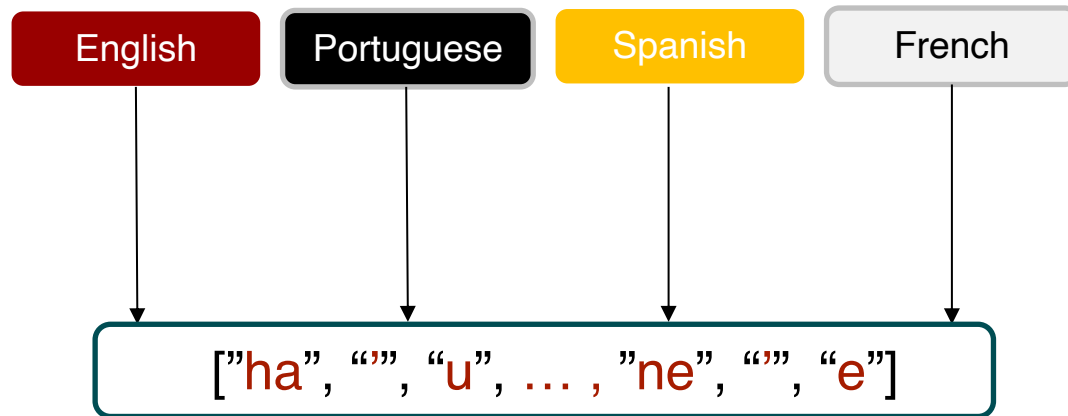 English
Portuguese
Spanish
French
[”ha”, “’”, “u”, … , ”ne”, “’”, “e”]